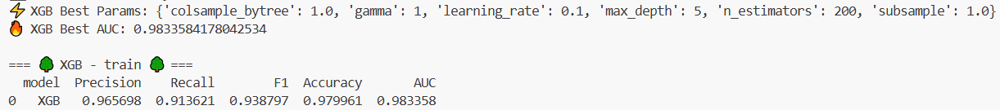 ⚡ XGB Best Params: {'colsample_bytree': 1.0, 'gamma': 1, 'learning_rate': 0.1, 'max_depth': 5, 'n_estimators': 200, 'subsample': 1.0}
🔥 XGB Best AUC: 0.9833584178042534
=== 🌳 XGB - train 🌳 ===
model Precision Recall F1 Accuracy AUC
0 XGB 0.965698 0.913621 0.938797 0.979961 0.983358